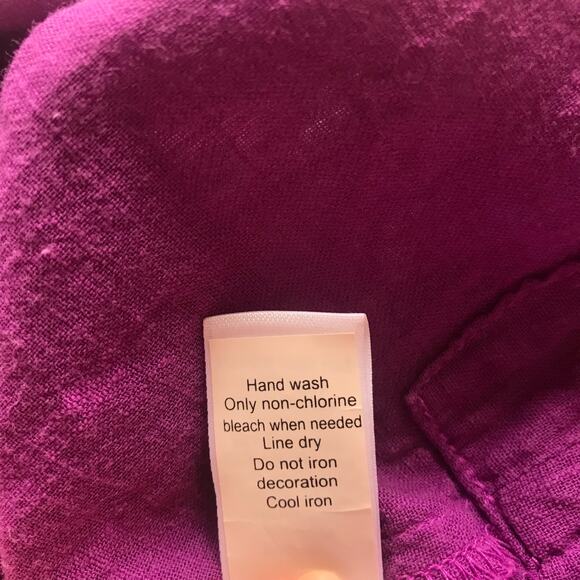 Hand wash
Only non-chlorine
bleach when needed
Line dry
Do not iron
decoration
Cool iron